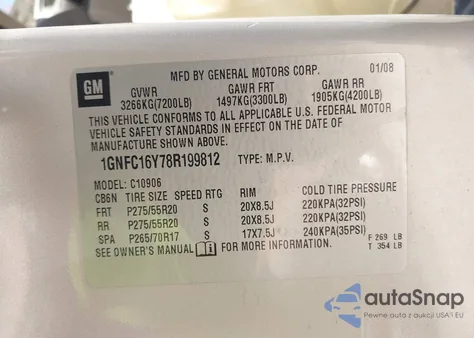 MFD BY GENERAL MOTORS CORP. 01/08
GM
GVWR GAWR FRT GAWR RR
3266KG(7200LB) 1497KG(3300LB) 1905KG(4200LB)
THIS VEHICLE CONFORMS TO ALL APPLICABLE U.S. FEDERAL MOTOR
VEHICLE SAFETY STANDARDS IN EFFECT ON THE DATE OF
MANUFACTURE SHOWN ABOVE.
1GNFC16Y78R199812 TYPE: M.P.V.
MODEL: C10906
CB6N TIRE SIZE SPEED RTG RIM COLD TIRE PRESSURE
FRT P275/55R20 S 20X8.5J 220KPA(32PSI)
RR P275/55R20 S 20X8.5J 220KPA(32PSI)
SPA P265/70R17 S 17X7.5J 240KPA(35PSI)
SEE OWNER'S MANUAL FOR MORE INFORMATION. F 269 LB
T 354 LB
autoSnap
Pewne auta z aukcji USA i EU